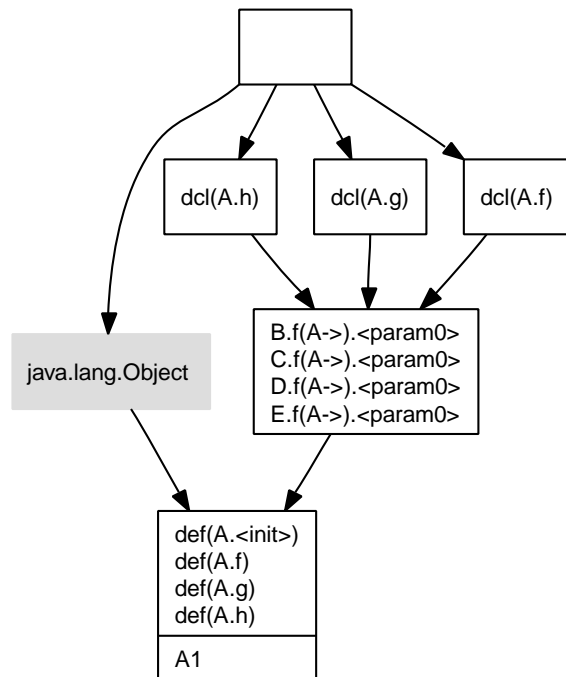 dcl(A.h)
dcl(A.g)
dcl(A.f)
B.f(A->).<param0>
C.f(A->).<param0>
D.f(A->).<param0>
E.f(A->).<param0>
java.lang.Object
def(A.<init>)
def(A.f)
def(A.g)
def(A.h)
A1